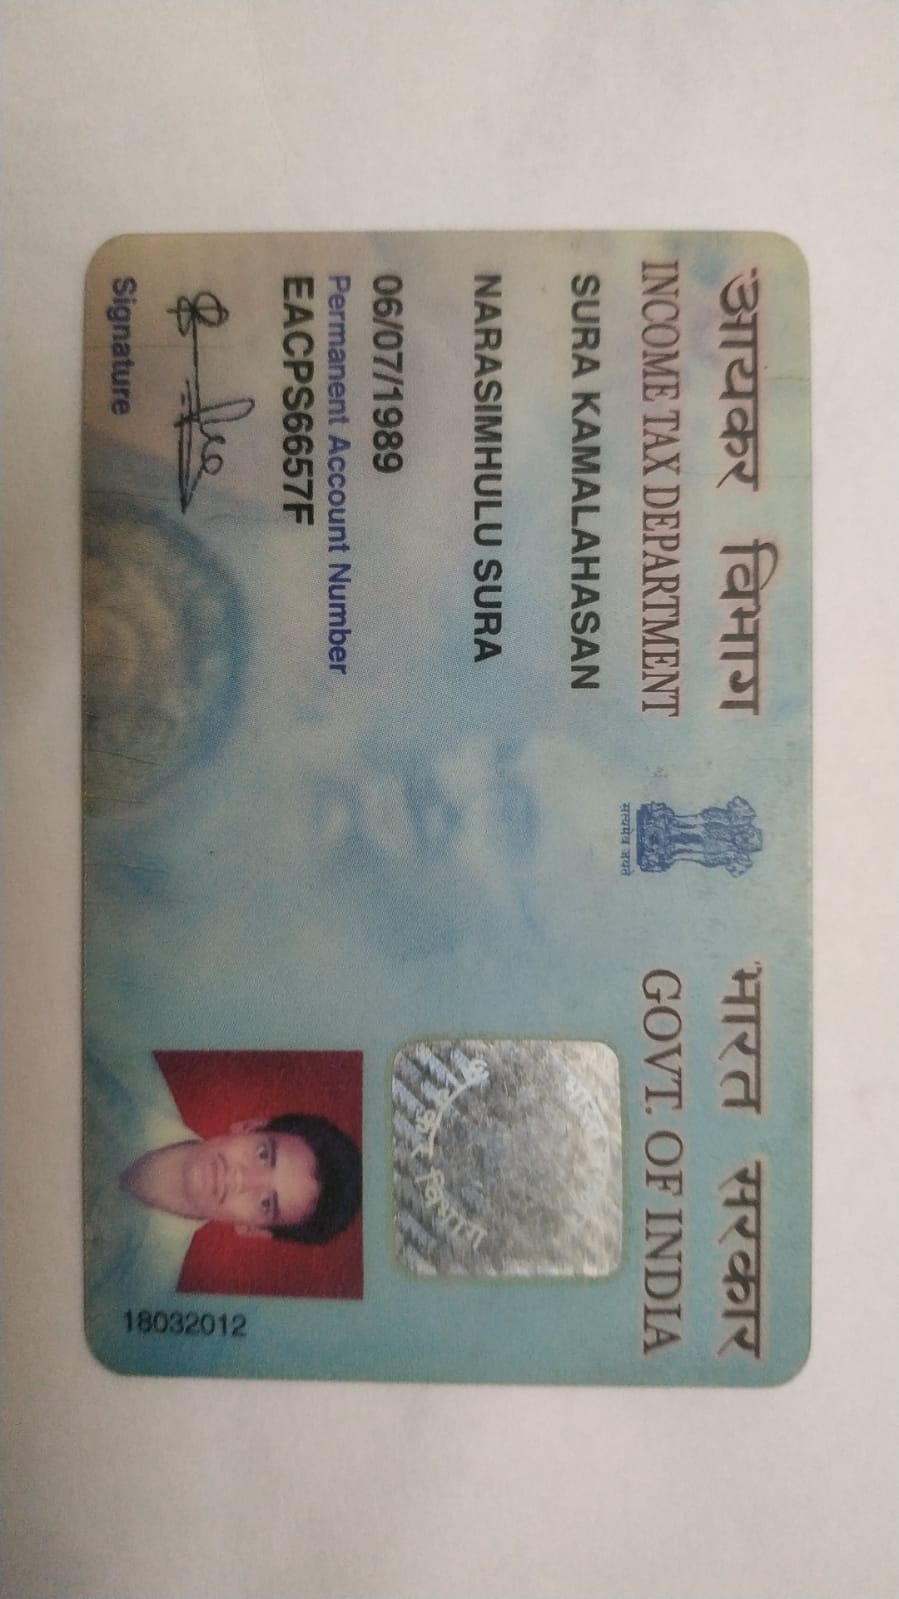 आयकर विभाग
भारत सरकार
INCOME TAX DEPARTMENT
GOVT. OF INDIA
सत्यमेव जयते
SURA KAMALAHASAN
NARASIMHULU SURA
06/07/1989
Permanent Account Number
EACPS6657F
Signature
आयकर विभाग
18032012